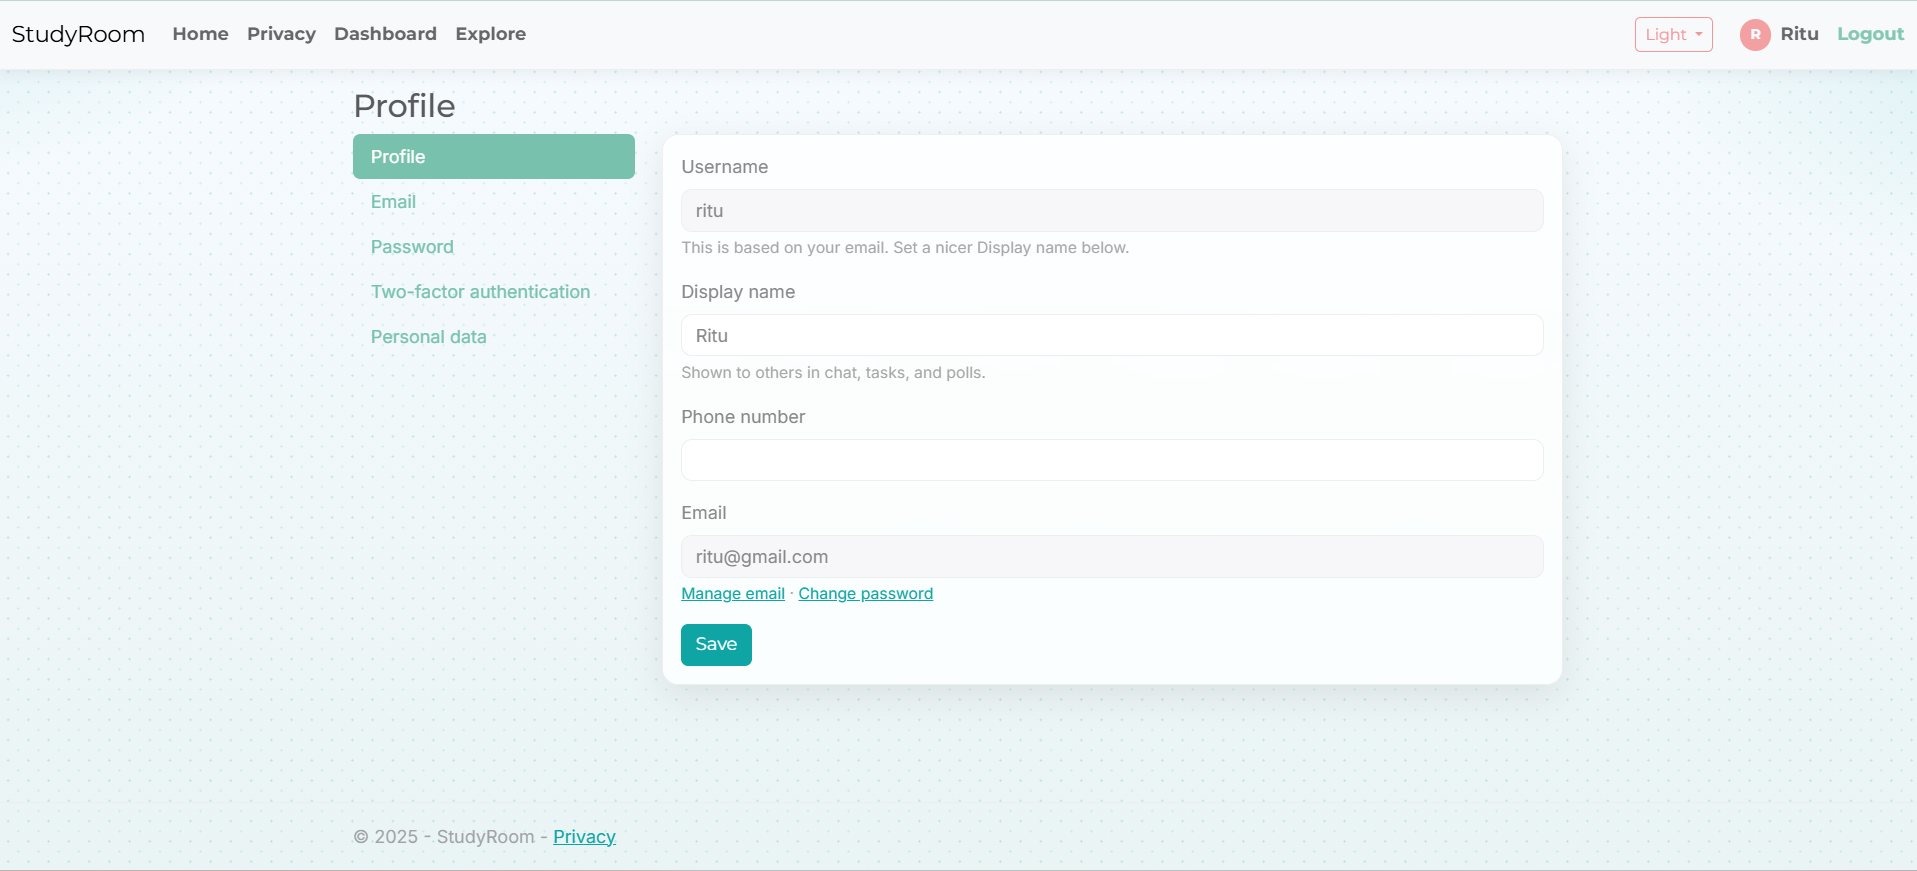 StudyRoom Home Privacy Dashboard Explore Light R Ritu Logout
Profile
Profile
Email
Password
Two-factor authentication
Personal data
Username
ritu
This is based on your email. Set a nicer Display name below.
Display name
Ritu
Shown to others in chat, tasks, and polls.
Phone number
Email
ritu@gmail.com
Manage email · Change password
Save
© 2025 - StudyRoom - Privacy